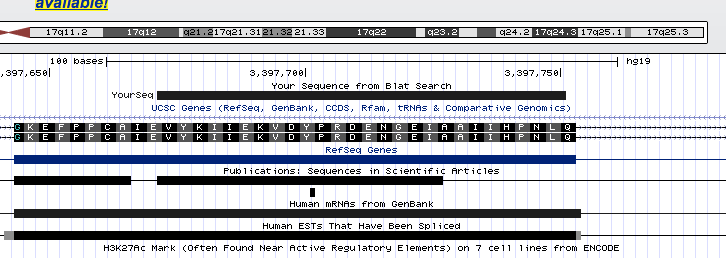 available!
17q11.2 17q12 q21.2 17q21.31 21.32 21.33 17q22 q23.2 q24.2 17q24.3 17q25.1 17q25.3
100 bases hg19
,397,650| 3,397,700| 3,397,750|
Your Sequence from Blat Search
YourSeq
UCSC Genes (RefSeq, GenBank, CCDS, Rfam, tRNAs & Comparative Genomics)
G K E F P P C A I E V Y K I I E K V D Y P R D E N G E I A A I I H P N L Q
G K E F P P C A I E V Y K I I E K V D Y P R D E N G E I A A I I H P N L Q
RefSeq Genes
Publications: Sequences in Scientific Articles
Human mRNAs from GenBank
Human ESTs That Have Been Spliced
H3K27Ac Mark (Often Found Near Active Regulatory Elements) on 7 cell lines from ENCODE